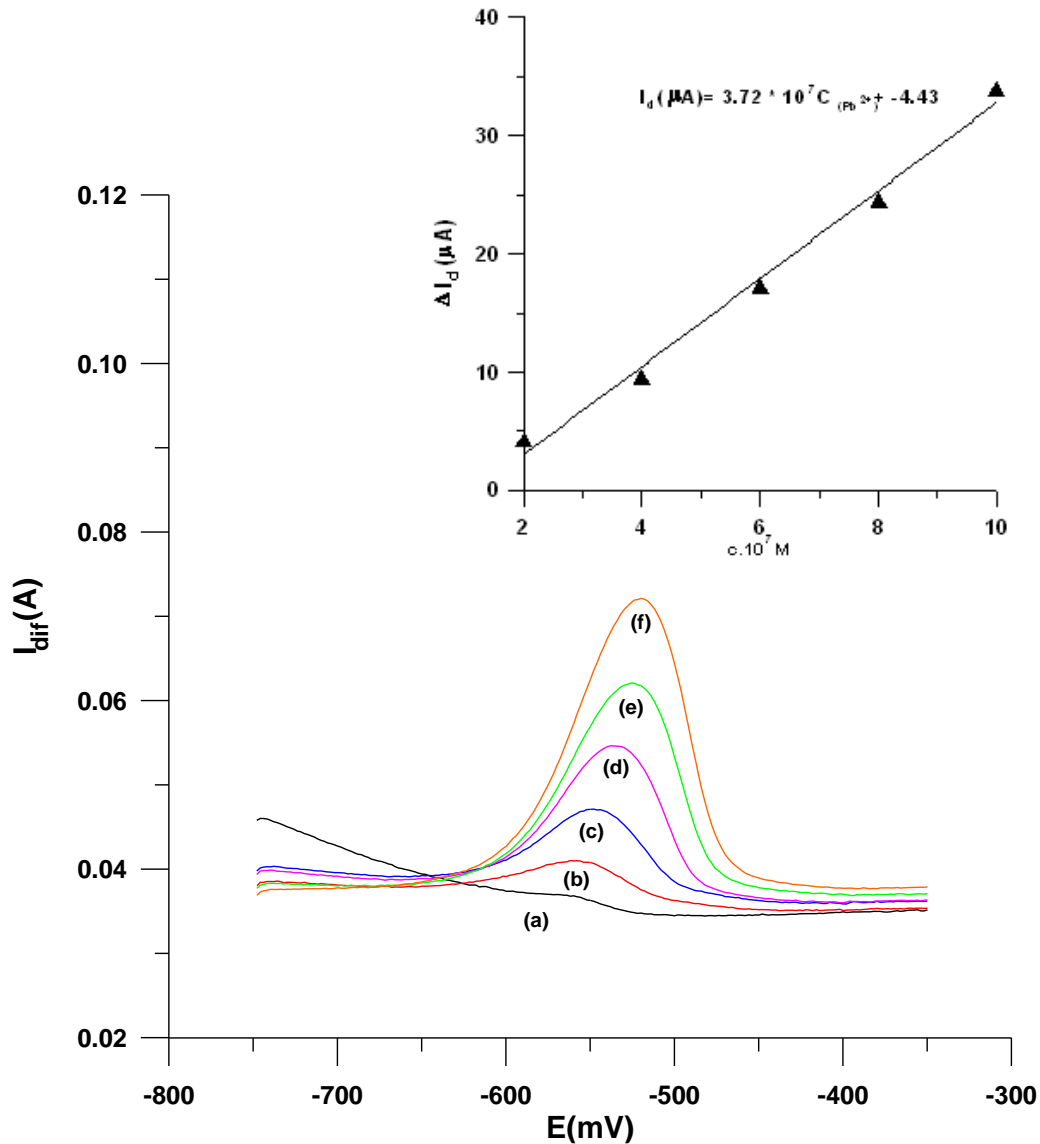 40
I_d (μA)= 3.72 * 10^7 C (Pb 2+)+ -4.43
30
20
10
0
Δ I_d (μA)
2 4 6 8 10
c.10^7 M
0.12
0.10
0.08
0.06
0.04
0.02
I_dif(A)
(f)
(e)
(d)
(c)
(b)
(a)
-800 -700 -600 -500 -400 -300
E(mV)